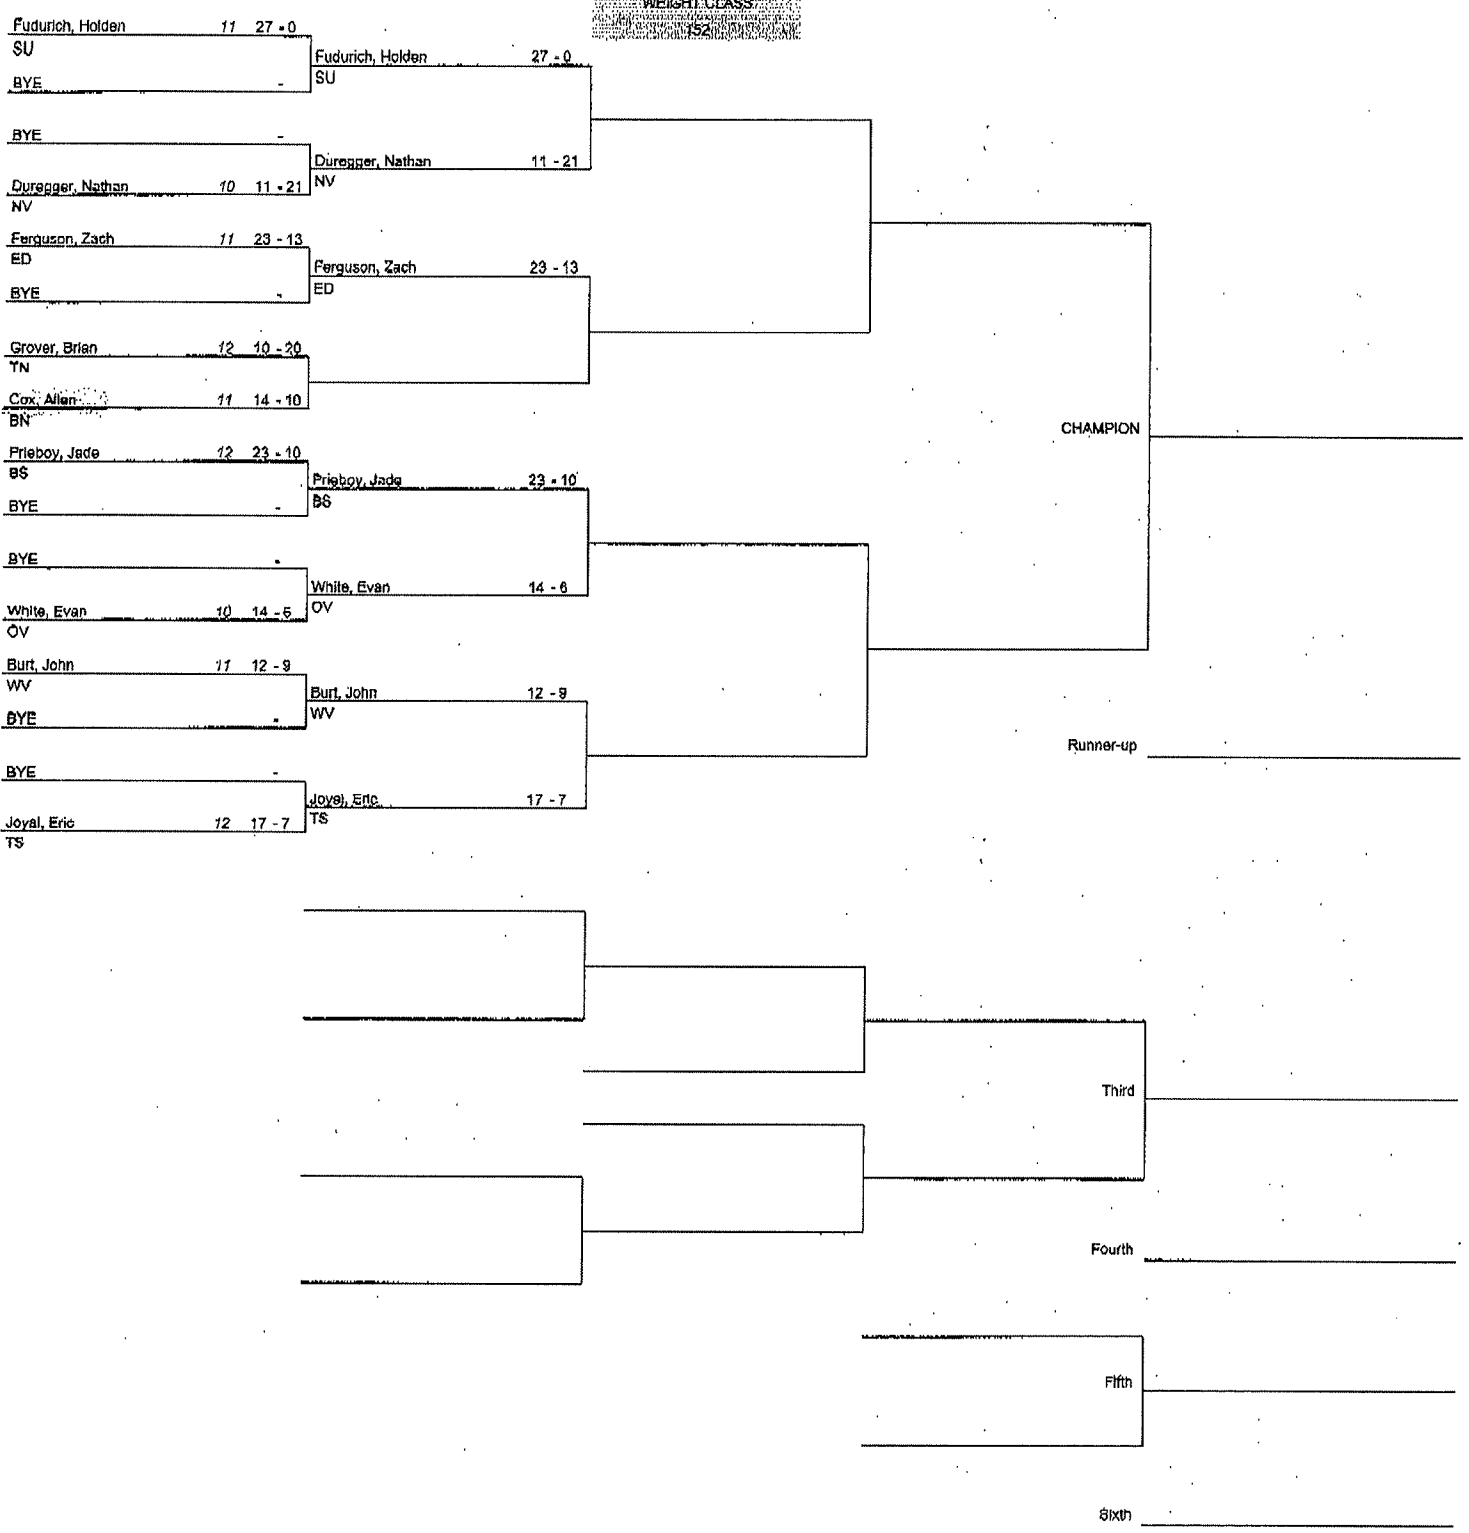 WEIGHT CLASS
152
Fudurich, Holden 11 27 - 0
SU
Fudurich, Holden 27 - 0
SU
BYE -
BYE -
Duregger, Nathan 11 - 21
NV
Duregger, Nathan 10 11 - 21
NV
Ferguson, Zach 11 23 - 13
ED
Ferguson, Zach 23 - 13
ED
BYE -
Grover, Brian 12 10 - 20
TN
Cox, Allen 11 14 - 10
BN
Prieboy, Jade 12 23 - 10
BS
Prieboy, Jade 23 - 10
BS
BYE -
BYE -
White, Evan 14 - 6
OV
White, Evan 10 14 - 6
OV
Burt, John 11 12 - 9
WV
Burt, John 12 - 9
WV
BYE -
BYE -
Joyal, Eric 17 - 7
TS
Joyal, Eric 12 17 - 7
TS
CHAMPION
Runner-up
Third
Fourth
Fifth
Sixth